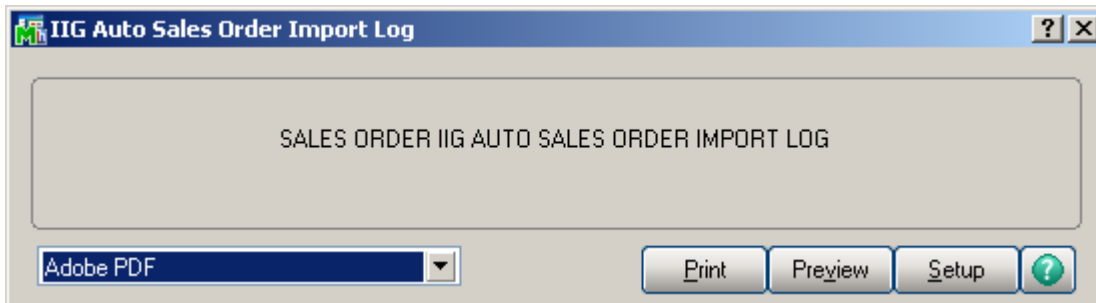 IIG Auto Sales Order Import Log
SALES ORDER IIG AUTO SALES ORDER IMPORT LOG
Adobe PDF
Print Preview Setup